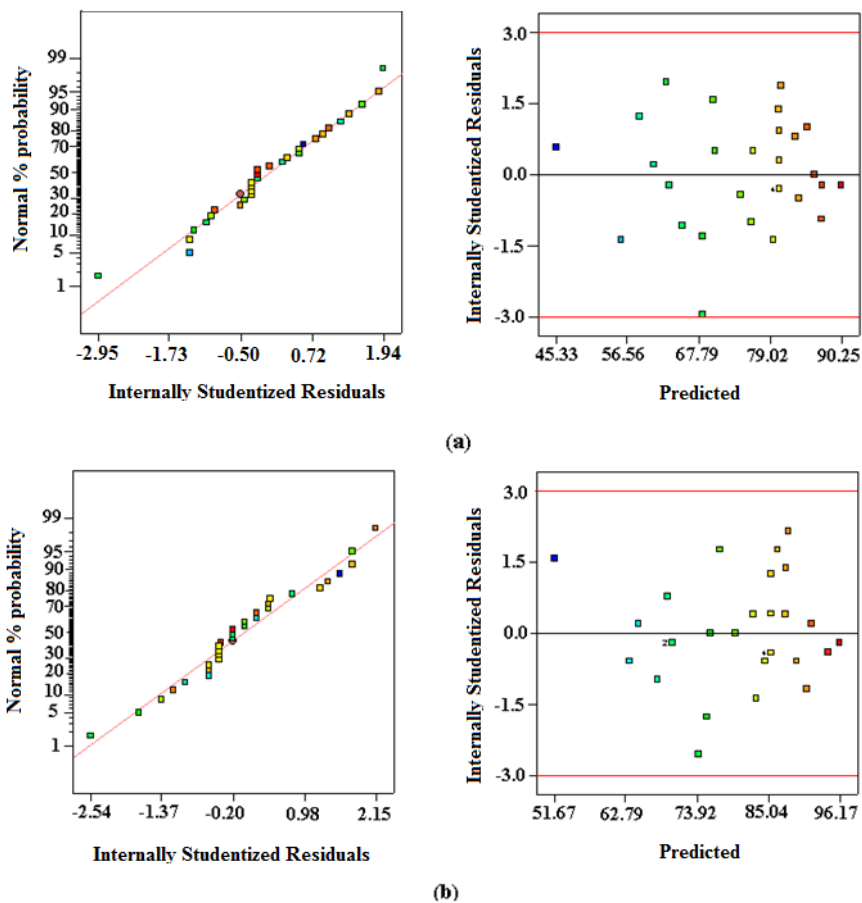 Normal % probability
99
95
90
80
70
50
30
20
10
5
1
-2.95 -1.73 -0.50 0.72 1.94
Internally Studentized Residuals
Internally Studentized Residuals
3.0
1.5
0.0
-1.5
-3.0
4
45.33 56.56 67.79 79.02 90.25
Predicted
(a)
Normal % probability
99
95
90
80
70
50
30
20
10
5
1
-2.54 -1.37 -0.20 0.98 2.15
Internally Studentized Residuals
Internally Studentized Residuals
3.0
1.5
0.0
-1.5
-3.0
2
4
51.67 62.79 73.92 85.04 96.17
Predicted
(b)